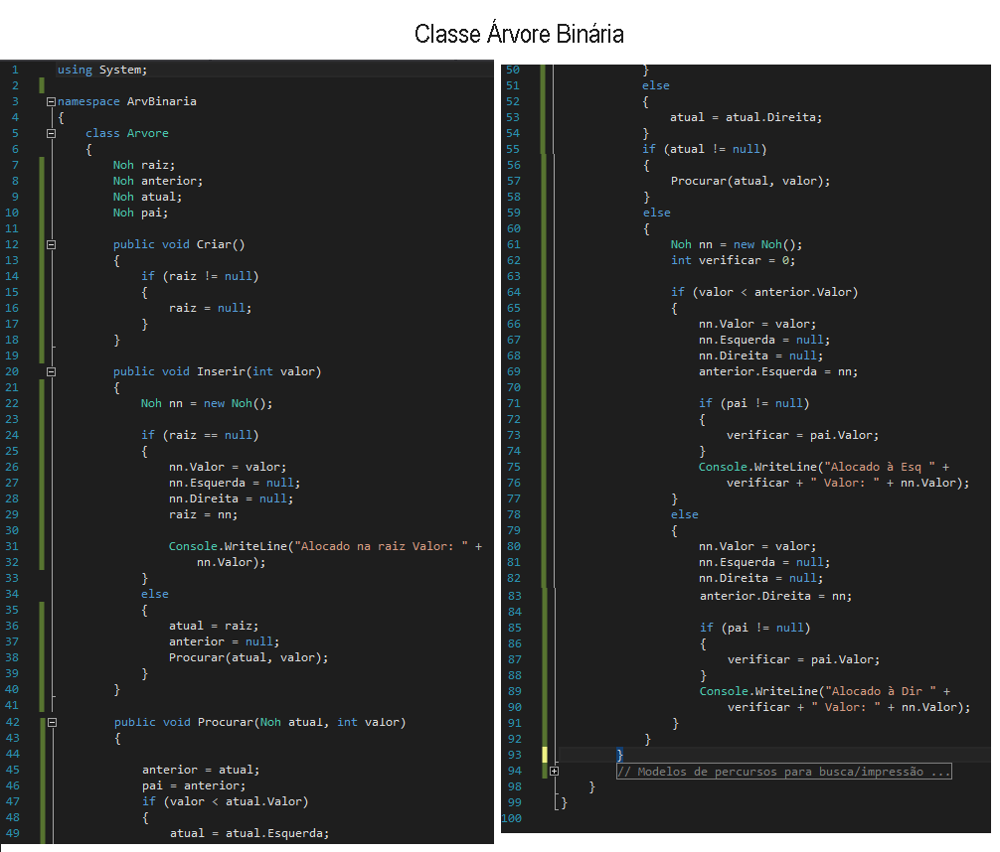 Classe Árvore Binária
1 using System;
2
3 namespace ArvBinaria
4 {
5 class Arvore
6 {
7 Noh raiz;
8 Noh anterior;
9 Noh atual;
10 Noh pai;
11
12 public void Criar()
13 {
14 if (raiz != null)
15 {
16 raiz = null;
17 }
18 }
19
20 public void Inserir(int valor)
21 {
22 Noh nn = new Noh();
23
24 if (raiz == null)
25 {
26 nn.Valor = valor;
27 nn.Esquerda = null;
28 nn.Direita = null;
29 raiz = nn;
30
31 Console.WriteLine("Alocado na raiz Valor: " +
32 nn.Valor);
33 }
34 else
35 {
36 atual = raiz;
37 anterior = null;
38 Procurar(atual, valor);
39 }
40 }
41
42 public void Procurar(Noh atual, int valor)
43 {
44
45 anterior = atual;
46 pai = anterior;
47 if (valor < atual.Valor)
48 {
49 atual = atual.Esquerda;
50 }
51 else
52 {
53 atual = atual.Direita;
54 }
55 if (atual != null)
56 {
57 Procurar(atual, valor);
58 }
59 else
60 {
61 Noh nn = new Noh();
62 int verificar = 0;
63
64 if (valor < anterior.Valor)
65 {
66 nn.Valor = valor;
67 nn.Esquerda = null;
68 nn.Direita = null;
69 anterior.Esquerda = nn;
70
71 if (pai != null)
72 {
73 verificar = pai.Valor;
74 }
75 Console.WriteLine("Alocado à Esq " +
76 verificar + " Valor: " + nn.Valor);
77 }
78 else
79 {
80 nn.Valor = valor;
81 nn.Esquerda = null;
82 nn.Direita = null;
83 anterior.Direita = nn;
84
85 if (pai != null)
86 {
87 verificar = pai.Valor;
88 }
89 Console.WriteLine("Alocado à Dir " +
90 verificar + " Valor: " + nn.Valor);
91 }
92 }
93 }
94 // Modelos de percursos para busca/impressão ...
98 }
99 }
100